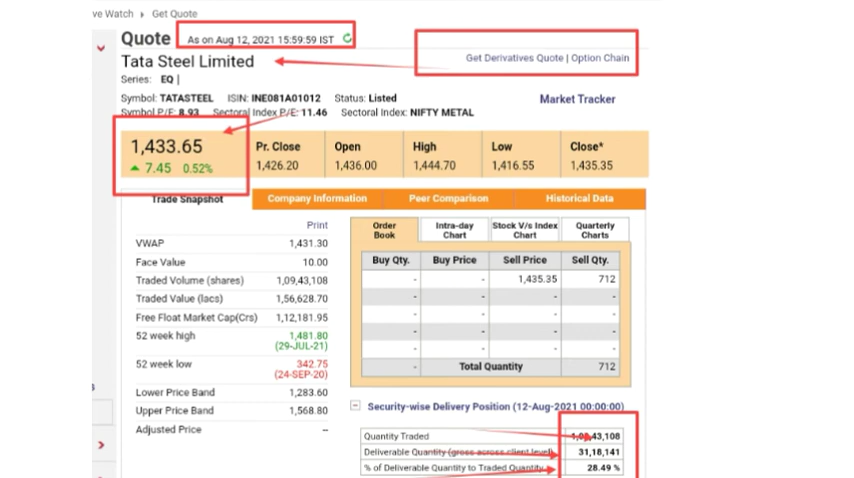 ve Watch › Get Quote
Quote As on Aug 12, 2021 15:59:59 IST
Get Derivatives Quote | Option Chain
Tata Steel Limited
Series: EQ |
Symbol: TATASTEEL ISIN: INE081A01012 Status: Listed
Market Tracker
Symbol P/E: 8.93 Sectoral Index P/E: 11.46 Sectoral Index: NIFTY METAL
1,433.65 Pr. Close Open High Low Close*
7.45 0.52% 1,426.20 1,436.00 1,444.70 1,416.55 1,435.35
Trade Snapshot Company Information Peer Comparison Historical Data
Print
VWAP 1,431.30
Face Value 10.00
Traded Volume (shares) 1,09,43,108
Traded Value (lacs) 1,56,628.70
Free Float Market Cap(Crs) 1,12,181.95
52 week high 1,481.80
(29-JUL-21)
52 week low 342.75
(24-SEP-20)
Lower Price Band 1,283.60
Upper Price Band 1,568.80
Adjusted Price –
Order Intra-day Stock V/s Index Quarterly
Book Chart Chart Charts
Buy Qty. Buy Price Sell Price Sell Qty.
- - 1,435.35 712
- - - -
- - - -
- - - -
- - - -
- Total Quantity 712
Security-wise Delivery Position (12-Aug-2021 00:00:00)
Quantity Traded 43,108
Deliverable Quantity (gross across client level) 31,18,141
% of Deliverable Quantity to Traded Quantity 28.49 %